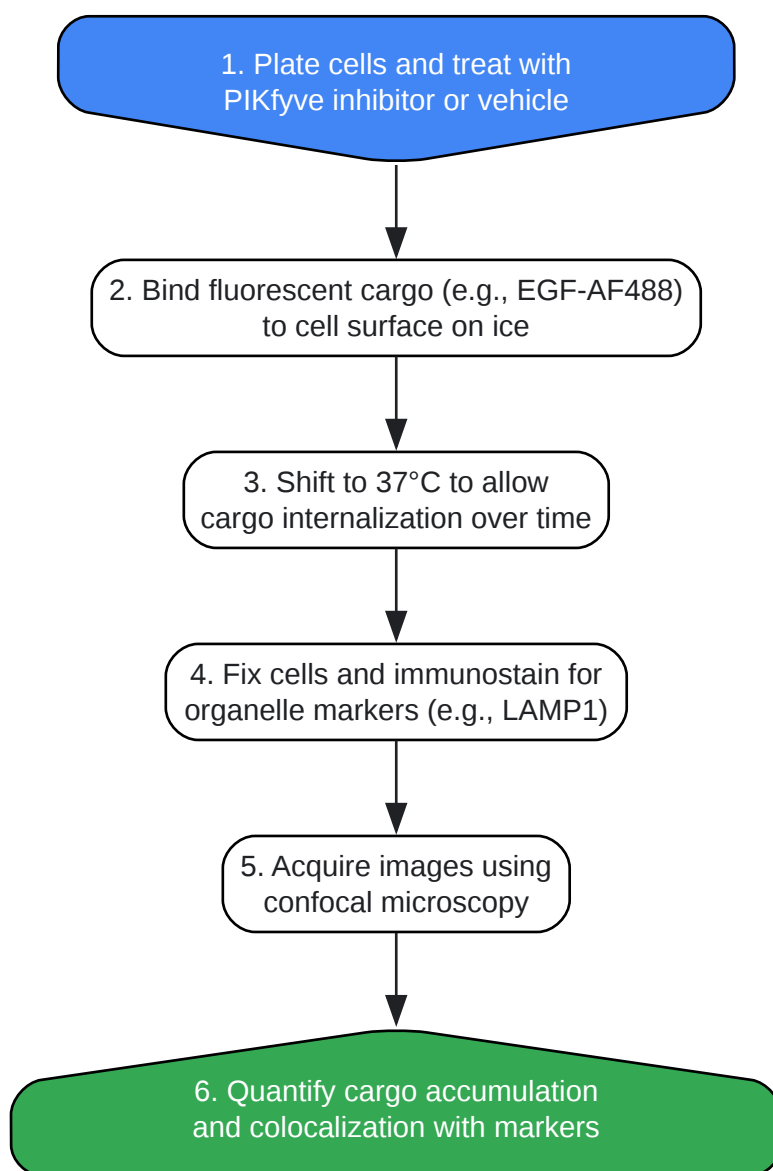 1. Plate cells and treat with
PIKfyve inhibitor or vehicle
2. Bind fluorescent cargo (e.g., EGF-AF488)
to cell surface on ice
3. Shift to 37°C to allow
cargo internalization over time
4. Fix cells and immunostain for
organelle markers (e.g., LAMP1)
5. Acquire images using
confocal microscopy
6. Quantify cargo accumulation
and colocalization with markers